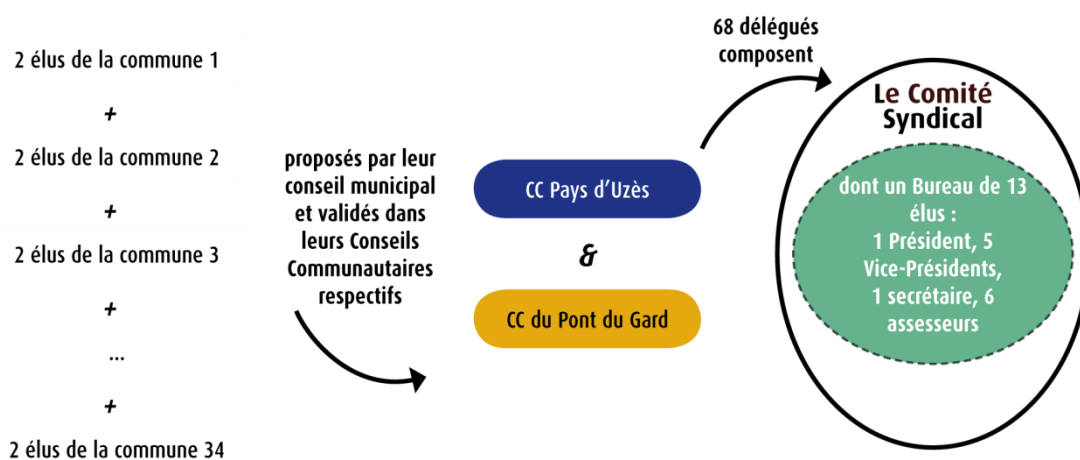 2 élus de la commune 1
+
2 élus de la commune 2
+
2 élus de la commune 3
+
...
+
2 élus de la commune 34
proposés par leur
conseil municipal
et validés dans
leurs Conseils
Communautaires
respectifs
CC Pays d'Uzès
&
CC du Pont du Gard
68 délégués
composent
Le Comité
Syndical
dont un Bureau de 13
élus :
1 Président, 5
Vice-Présidents,
1 secrétaire, 6
assesseurs